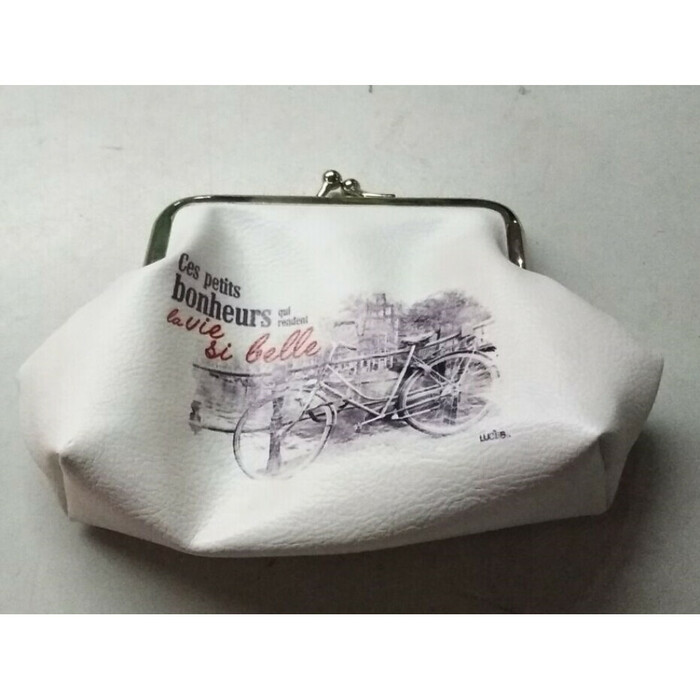 Ces petits
bonheurs qui
rendent
la vie
si belle